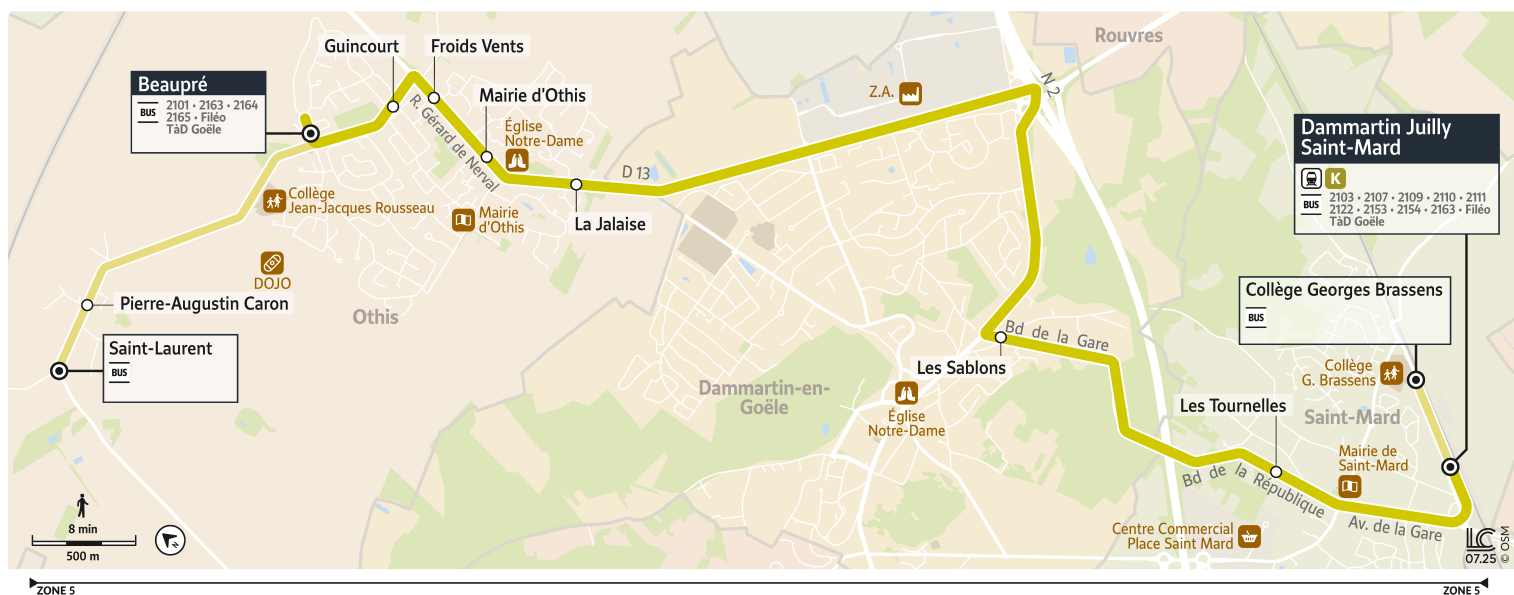 Guincourt
Froids Vents
Rouvres
Beaupré
BUS
2101 • 2163 • 2164
2165 • Filéo
TàD Goële
Mairie d'Othis
R. Gérard de Nerval
Église
Notre-Dame
Z.A.
N 2
D 13
Dammartin Juilly
Saint-Mard
K
BUS
2103 • 2107 • 2109 • 2110 • 2111
2122 • 2153 • 2154 • 2163 • Filéo
TàD Goële
Collège
Jean-Jacques Rousseau
Mairie
d'Othis
La Jalaise
DOJO
Pierre-Augustin Caron
Othis
Collège Georges Brassens
BUS
Saint-Laurent
BUS
Bd de la Gare
Les Sablons
Dammartin-en-
Goële
Église
Notre-Dame
Collège
G. Brassens
Les Tournelles
Saint-Mard
Mairie de
Saint-Mard
Bd de la République
Av. de la Gare
Centre Commercial
Place Saint Mard
8 min
500 m
LC
07.25
© OSM
ZONE 5
ZONE 5